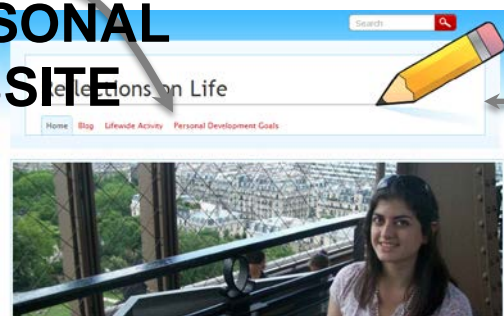 SONAL
SITE
Search
Reflections on Life
Home Blog Lifewide Activity Personal Development Goals